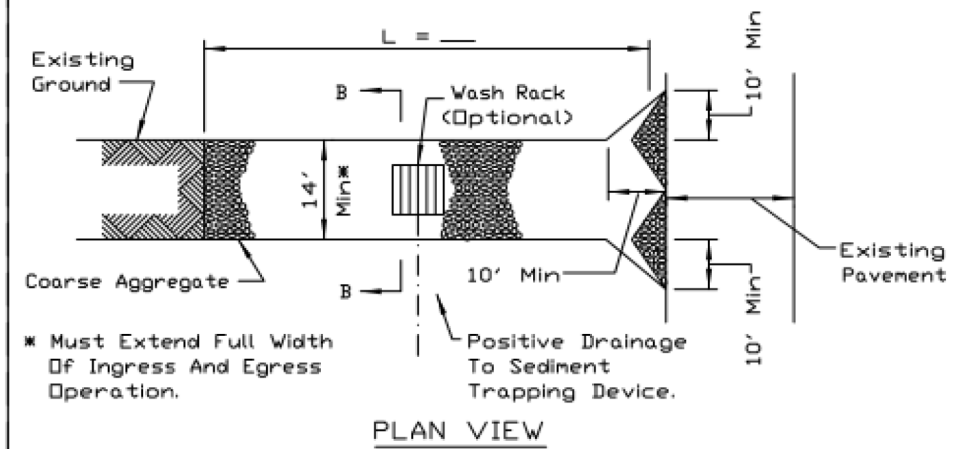 L = ___
10' Min
Existing
Ground
B
Wash Rack
(Optional)
14'
Min*
Coarse Aggregate
B
10' Min
Existing
Pavement
10' Min
* Must Extend Full Width
Of Ingress And Egress
Operation.
Positive Drainage
To Sediment
Trapping Device.
PLAN VIEW